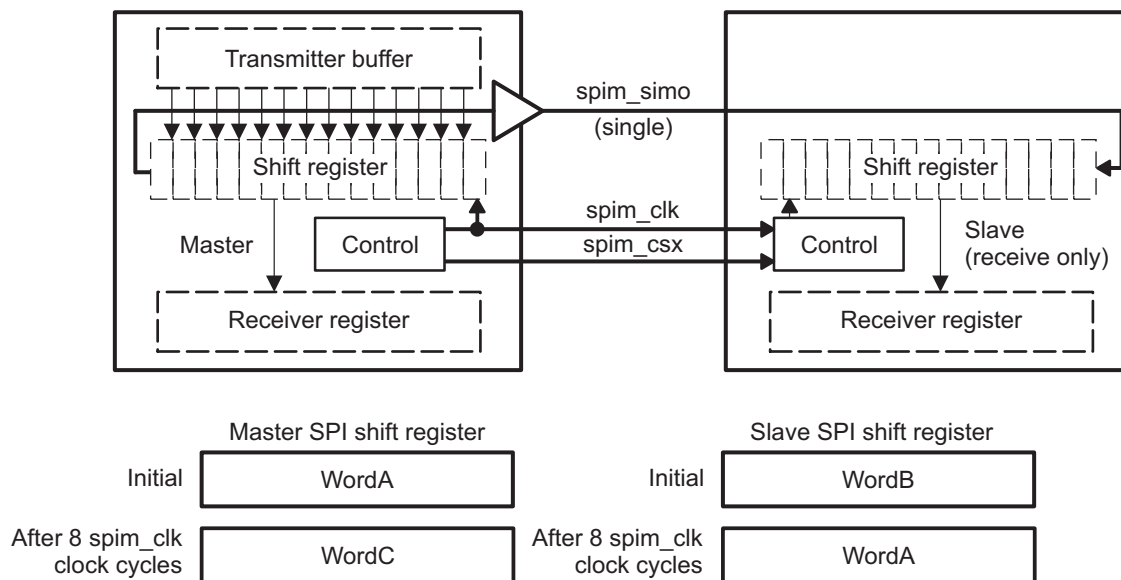 Transmitter buffer
spim_simo
(single)
Shift register
Shift register
spim_clk
Master
Control
spim_csx
Control
Slave
(receive only)
Receiver register
Receiver register
Master SPI shift register
Slave SPI shift register
Initial
WordA
Initial
WordB
After 8 spim_clk
clock cycles
WordC
After 8 spim_clk
clock cycles
WordA